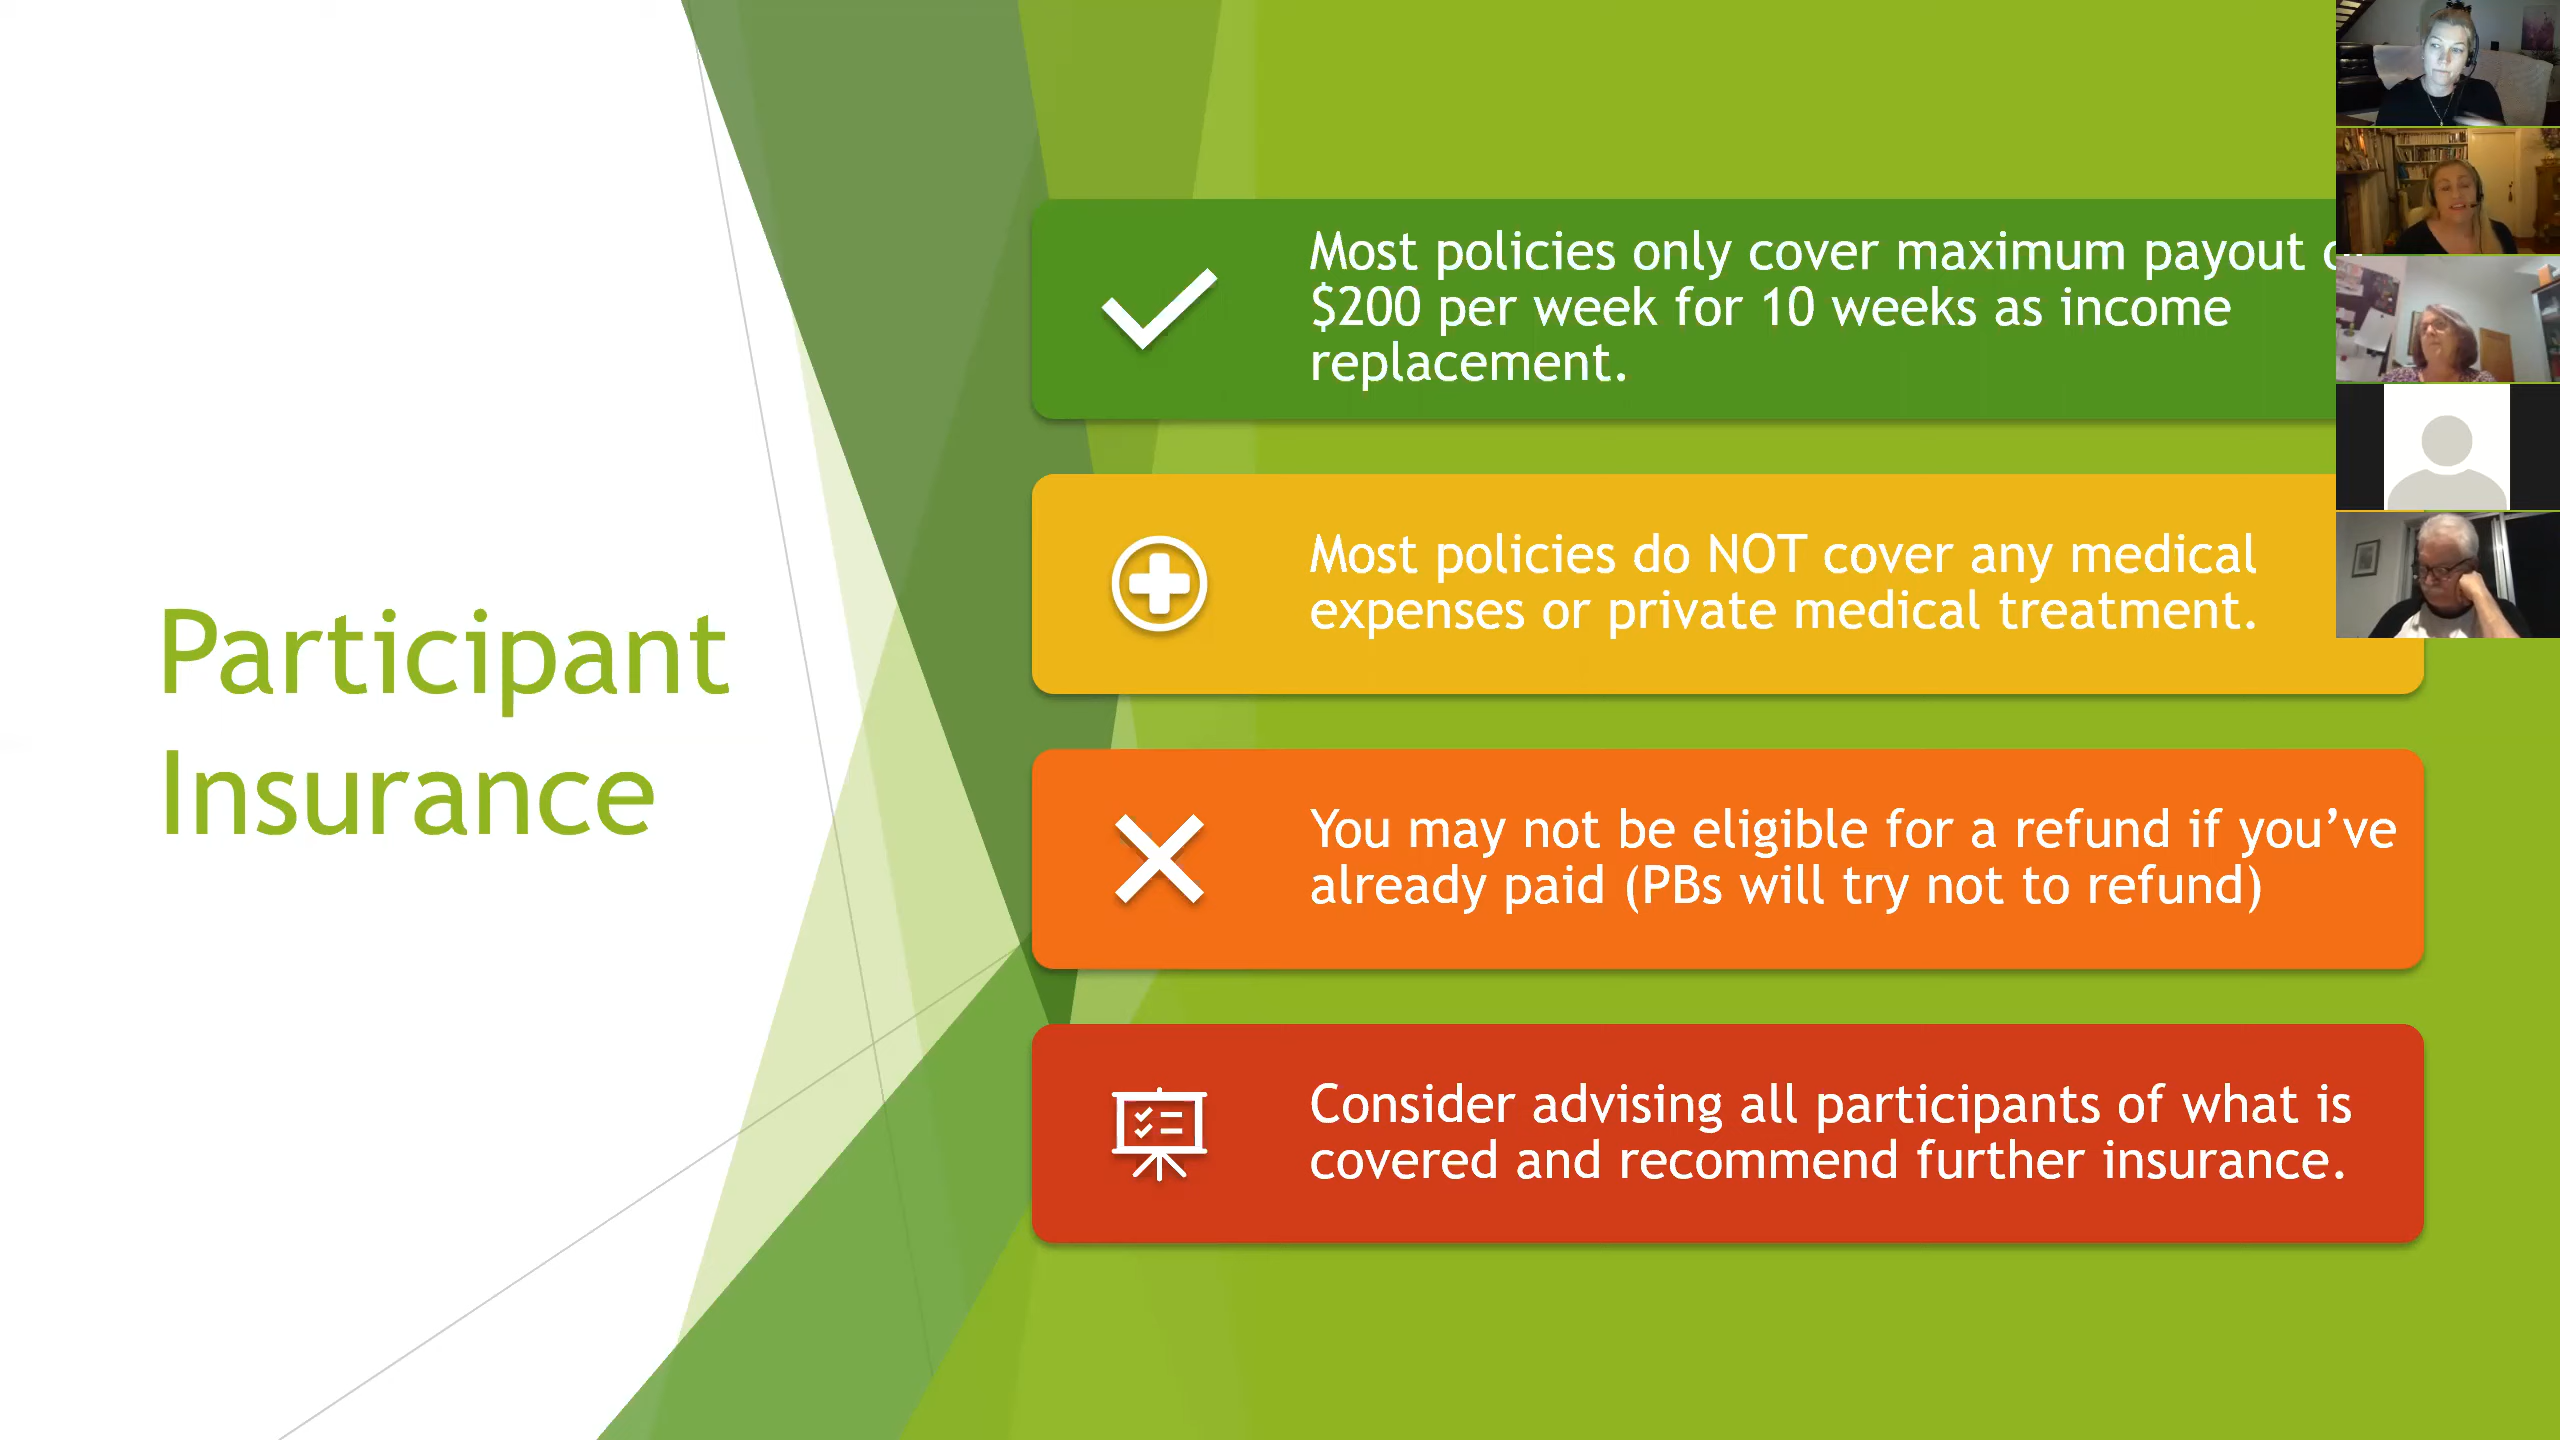 Participant
Insurance
Most policies only cover maximum payout
$200 per week for 10 weeks as income
replacement.
Most policies do NOT cover any medical
expenses or private medical treatment.
You may not be eligible for a refund if you’ve
already paid (PBs will try not to refund)
Consider advising all participants of what is
covered and recommend further insurance.